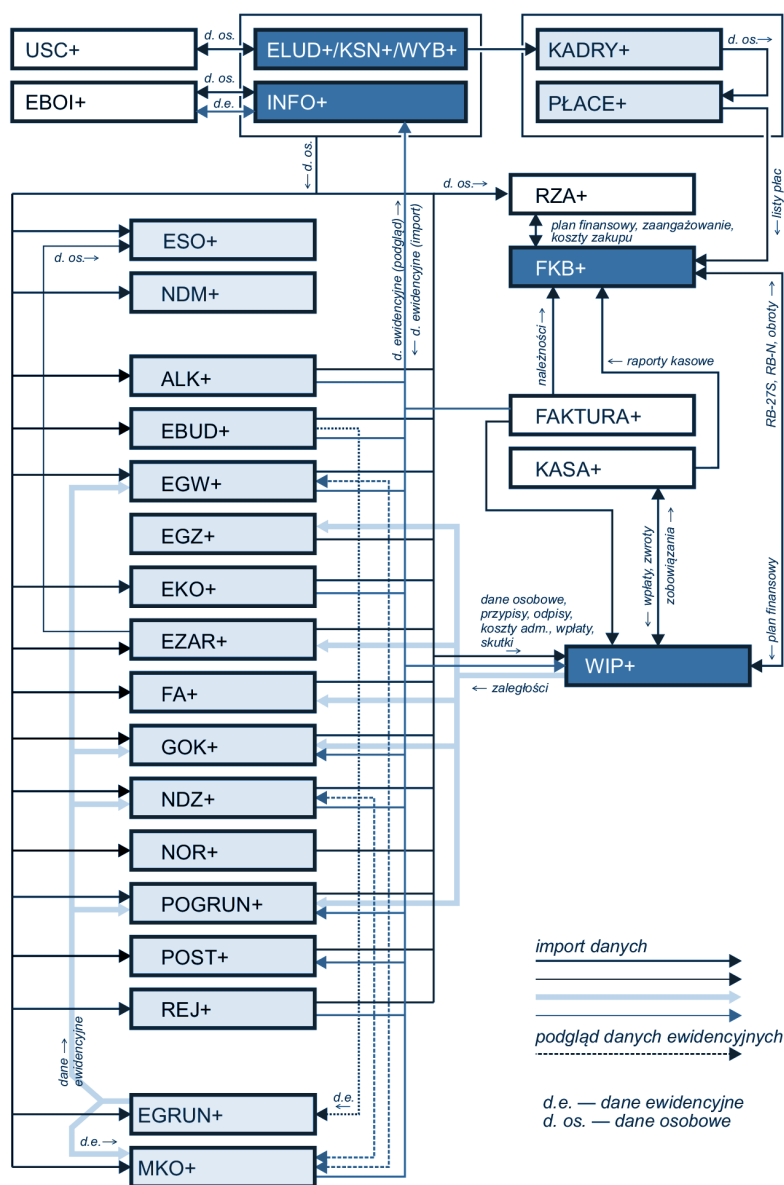 USC+
d. os.
ELUD+/KSN+/WYB+
KADRY+
d. os.→
EBOI+
d. os.
d.e.
INFO+
PŁACE+
← d. os.
← listy płac
d. os.→
RZA+
plan finansowy, zaangażowanie,
koszty zakupu
FKB+
ESO+
d. os.→
NDM+
d. ewidencyjne (podgląd) →
← d. ewidencyjne (import)
należności →
← raporty kasowe
RB-27S, RB-N, obroty →
ALK+
EBUD+
FAKTURA+
EGW+
KASA+
EGZ+
← wpłaty, zwroty
zobowiązania →
EKO+
dane osobowe,
przypisy, odpisy,
koszty adm., wpłaty,
skutki
← plan finansowy
EZAR+
WIP+
FA+
← zaległości
GOK+
NDZ+
NOR+
POGRUN+
POST+
REJ+
dane →
ewidencyjne
import danych
podgląd danych ewidencyjnych
EGRUN+
d.e.
←
d.e. — dane ewidencyjne
d. os. — dane osobowe
d.e.→
MKO+